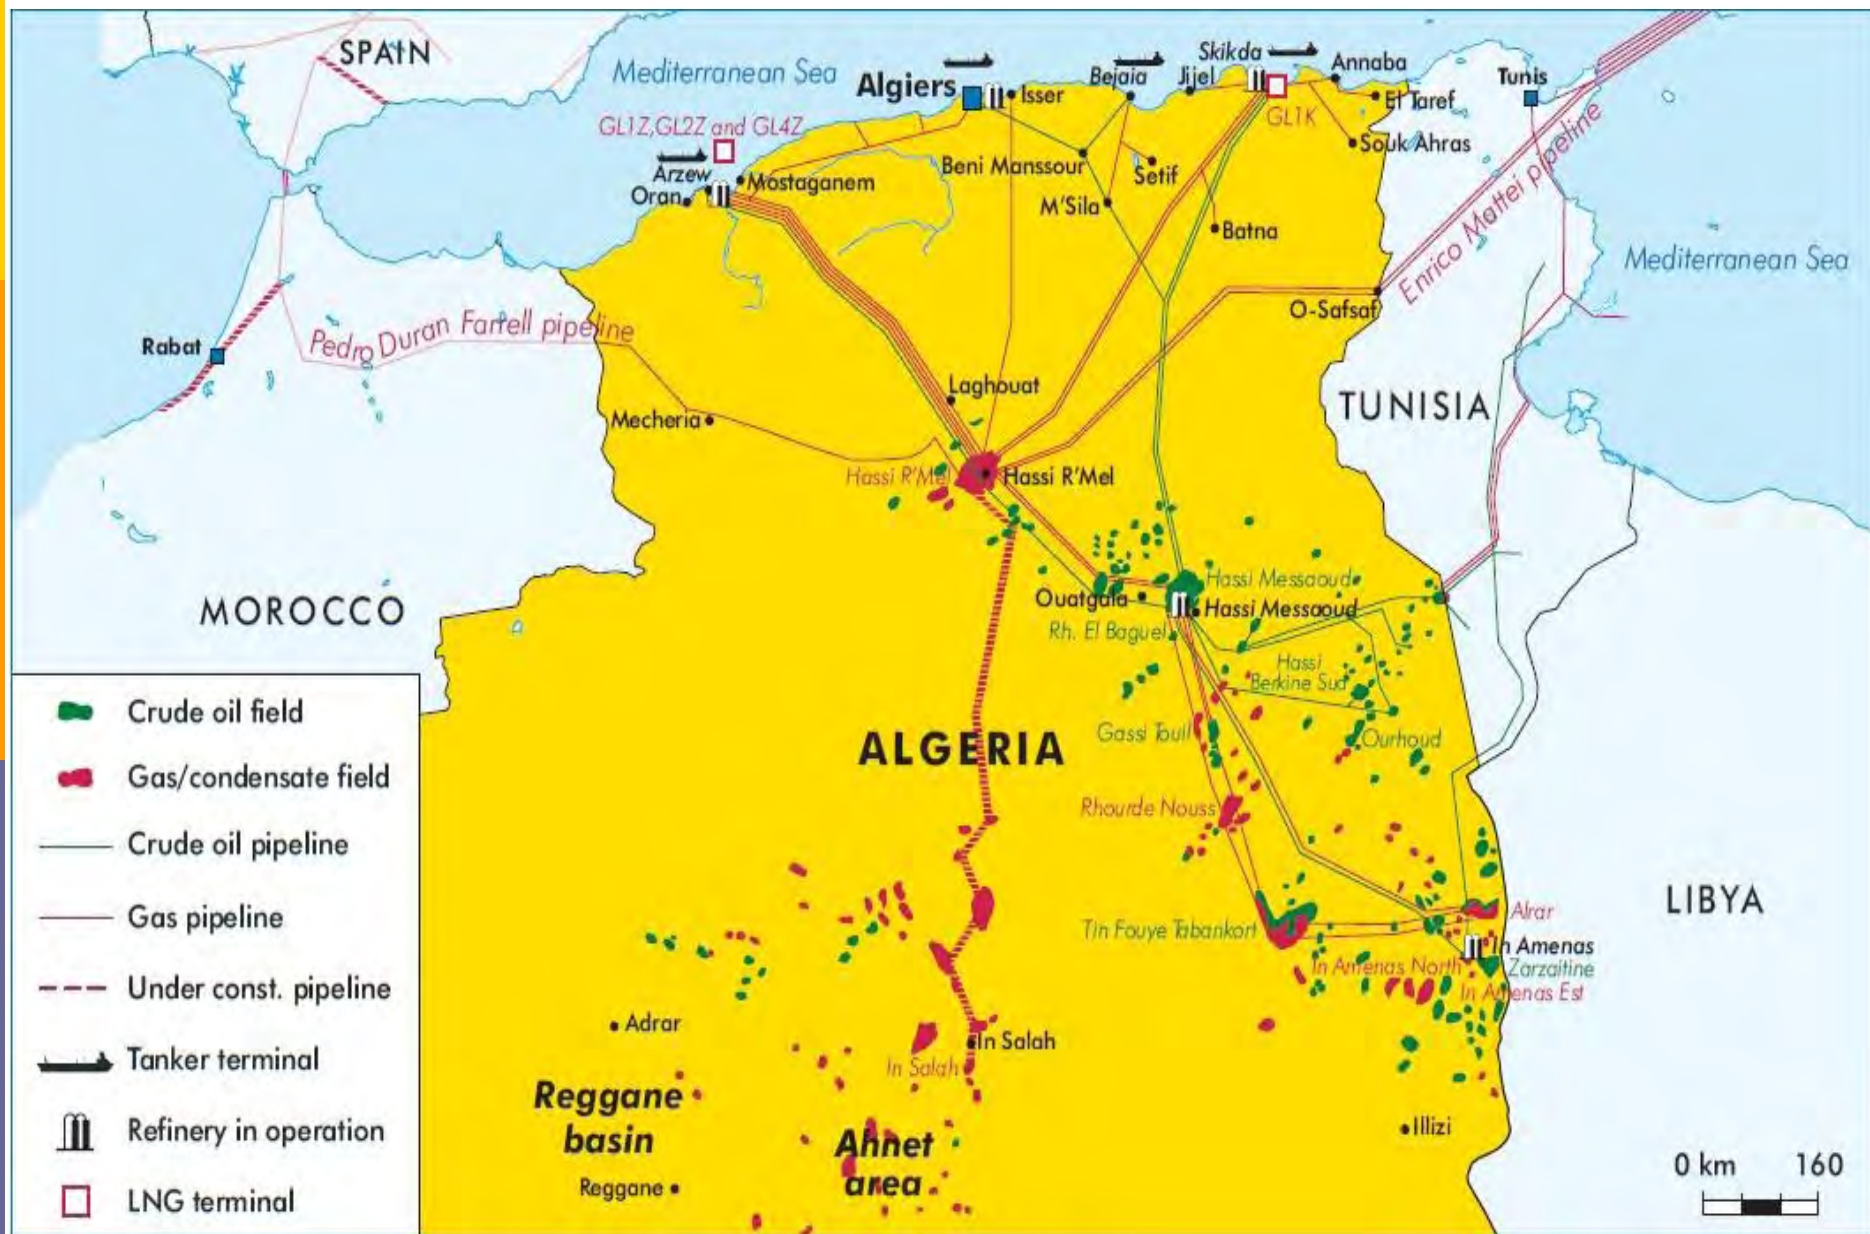 SPAIN
Mediterranean Sea
Algiers
Isser
Bejaia
Jijel
Skikda
Annaba
El Taref
Tunis
GL1Z,GL2Z and GL4Z
GL1K
Souk Ahras
Arzew
Mostaganem
Oran
Beni Manssour
Setif
M'Sila
Batna
Enrico Mattei pipeline
Mediterranean Sea
O-Safsaf
Rabat
Pedro Duran Farrell pipeline
Laghouat
Mecheria
TUNISIA
Hassi R'Mel
Hassi R'Mel
MOROCCO
Hassi Messaoud
Ouatgala
Hassi Messaoud
Rh. El Baguel
Hassi
Berkine Sud
Gassi Touil
Ourhoud
ALGERIA
Rhourde Nouss
LIBYA
Tin Fouye Tabankort
Alrar
In Amenas
In Amenas North
Zarzaitine
In Amenas Est
Adrar
In Salah
In Salah
Reggane
basin
Ahnet
area
Reggane
Illizi
0 km 160
Crude oil field
Gas/condensate field
Crude oil pipeline
Gas pipeline
Under const. pipeline
Tanker terminal
Refinery in operation
LNG terminal